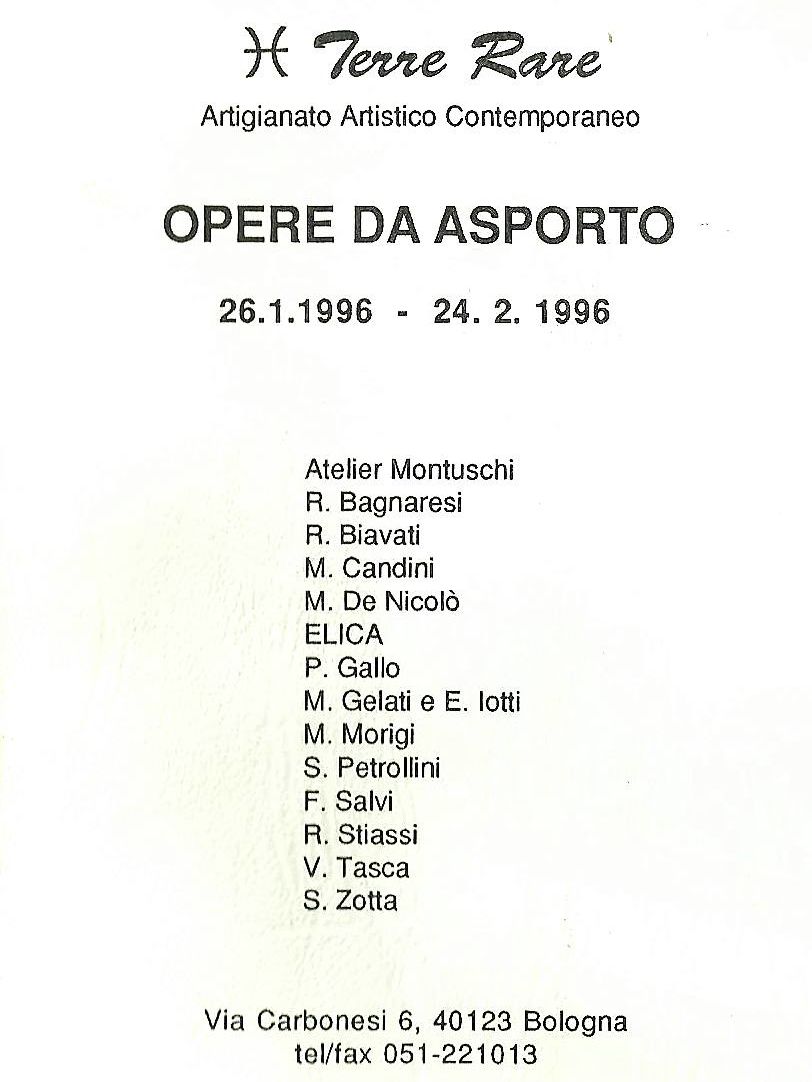 Terre Rare
Artigianato Artistico Contemporaneo
OPERE DA ASPORTO
26.1.1996 - 24. 2. 1996
Atelier Montuschi
R. Bagnaresi
R. Biavati
M. Candini
M. De Nicolò
ELICA
P. Gallo
M. Gelati e E. Iotti
M. Morigi
S. Petrollini
F. Salvi
R. Stiassi
V. Tasca
S. Zotta
Via Carbonesi 6, 40123 Bologna
tel/fax 051-221013